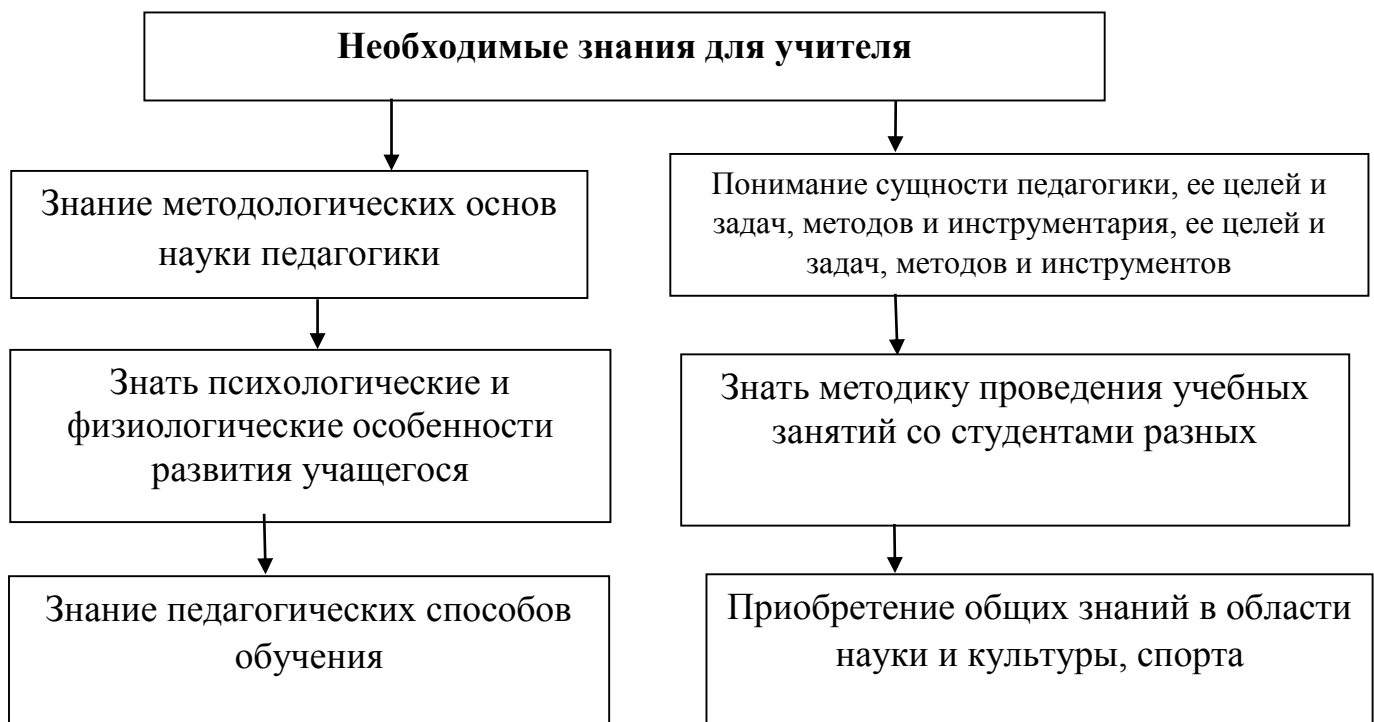 Необходимые знания для учителя
Знание методологических основ
науки педагогики
Понимание сущности педагогики, ее целей и
задач, методов и инструментария, ее целей и
задач, методов и инструментов
Знать психологические и
физиологические особенности
развития учащегося
Знать методику проведения учебных
занятий со студентами разных
Знание педагогических способов
обучения
Приобретение общих знаний в области
науки и культуры, спорта